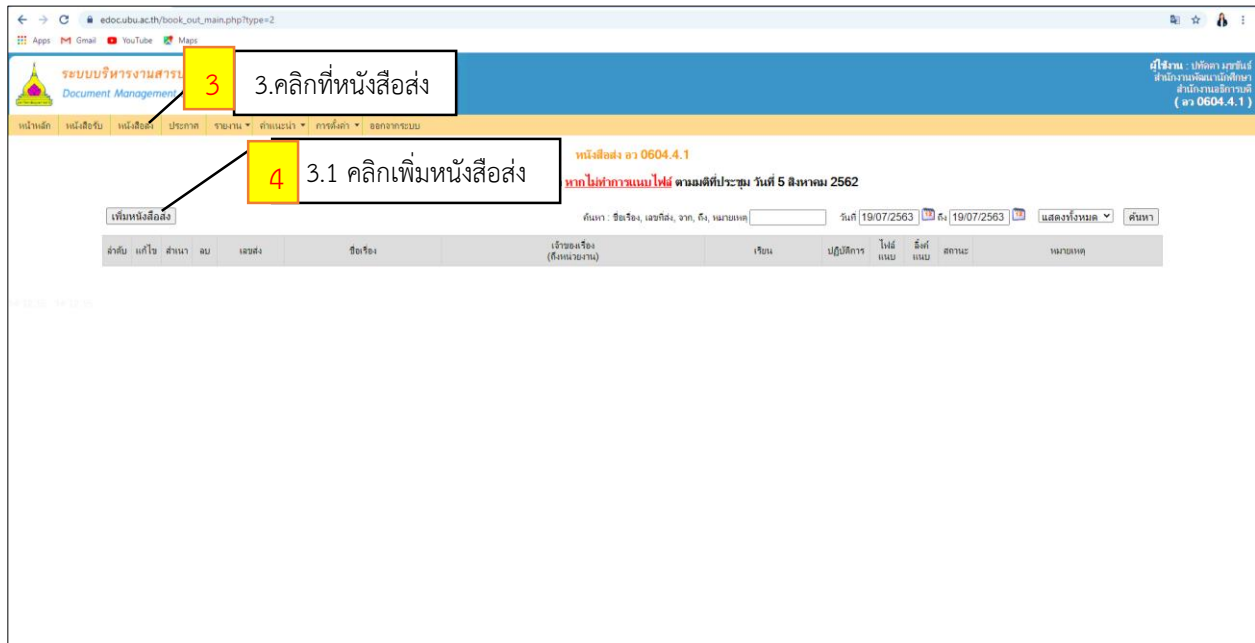 edoc.ubu.ac.th/book_out_main.php?type=2
Apps Gmail YouTube Maps
ระบบบริหารงานสารบ
Document Management
3
3.คลิกที่หนังสือส่ง
ผู้ใช้งาน :
สำนักงานพัฒนานักศึกษา
สำนักงานอธิการบดี
( อว 0604.4.1 )
หน้าหลัก หนังสือรับ หนังสือส่ง ประกาศ รายงาน คำแนะนำ การตั้งค่า ออกจากระบบ
หนังสือส่ง อว 0604.4.1
4
3.1 คลิกเพิ่มหนังสือส่ง
หากไม่ทำการแนบไฟล์ ตามมติที่ประชุม วันที่ 5 สิงหาคม 2562
เพิ่มหนังสือส่ง
ค้นหา : ชื่อเรื่อง, เลขที่ส่ง, จาก, ถึง, หมายเหตุ วันที่ 19/07/2563 ถึง 19/07/2563 แสดงทั้งหมด ค้นหา
ลำดับ แก้ไข สำเนา ลบ เลขส่ง ชื่อเรื่อง เจ้าของเรื่อง (ถึงหน่วยงาน) เรียน ปฏิบัติการ ไฟล์แนบ ลิ้งค์แนบ สถานะ หมายเหตุ